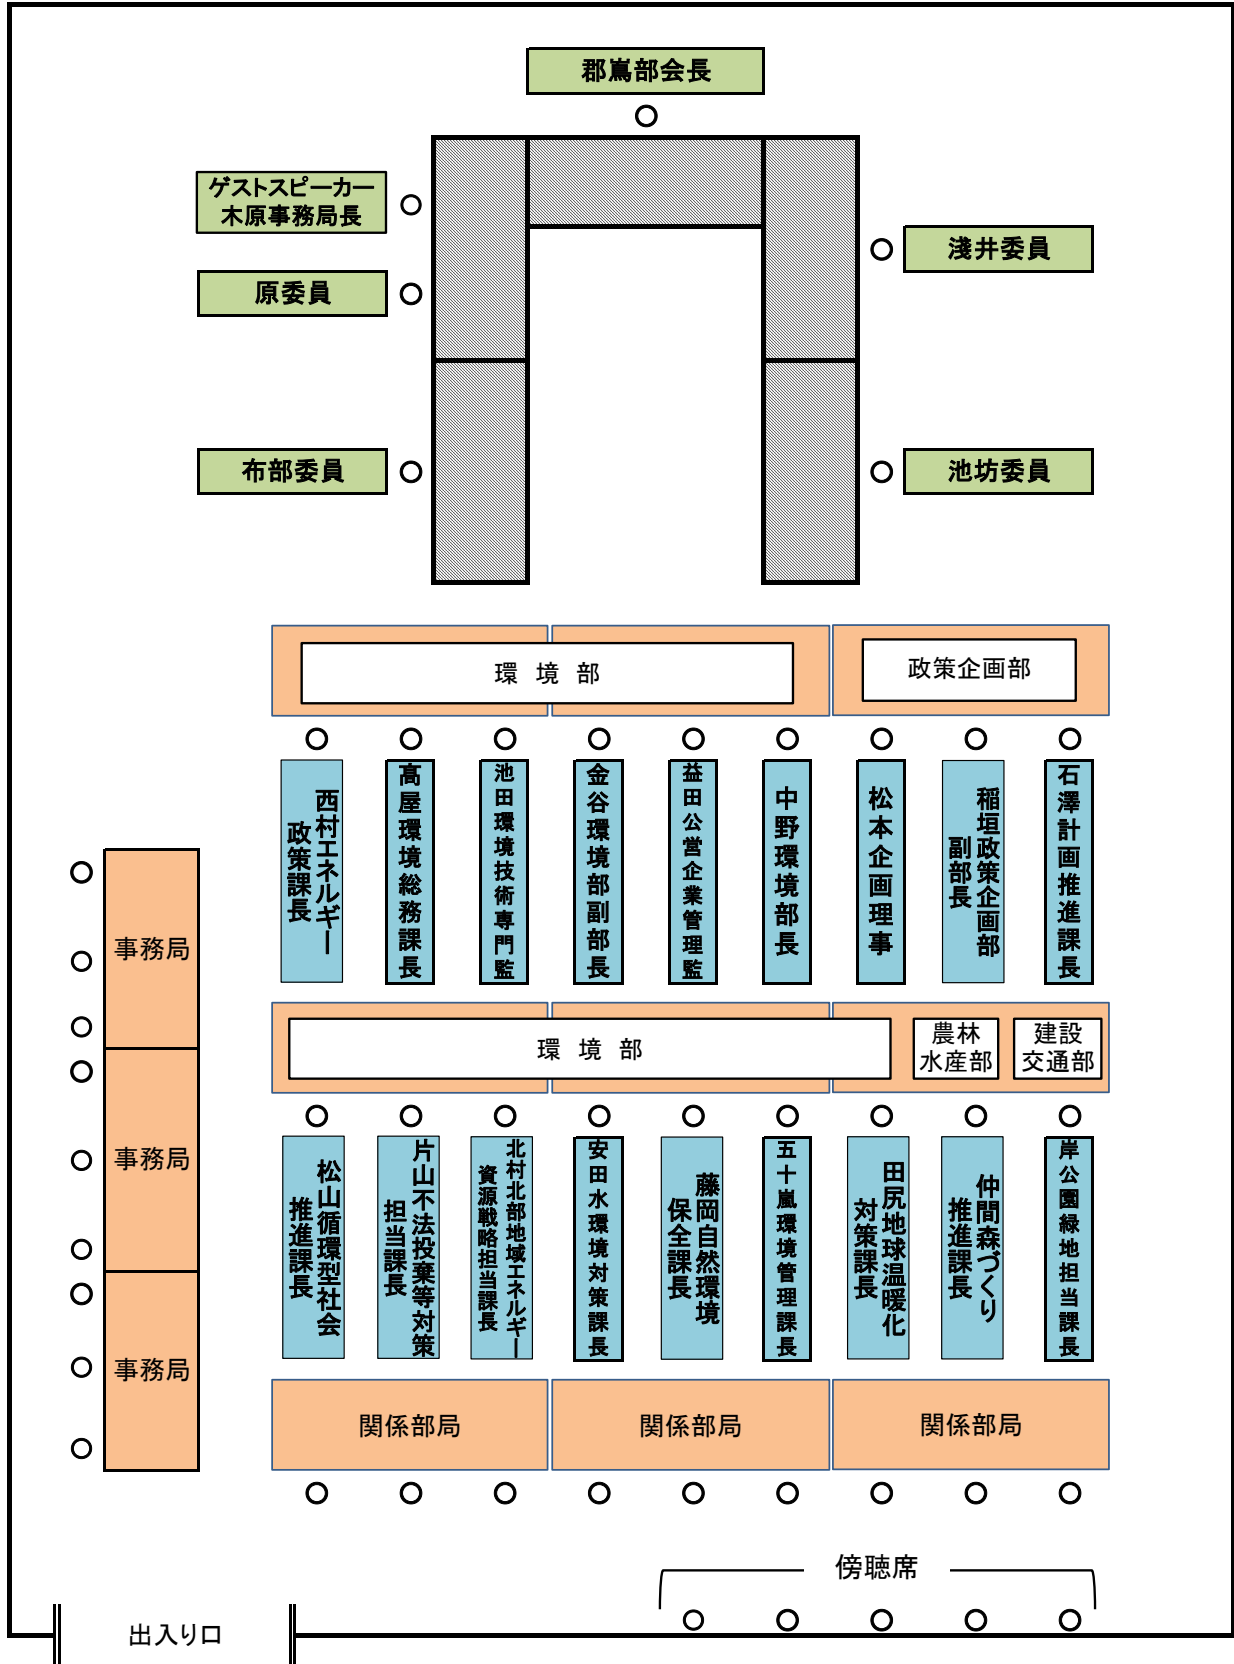 郡嶌部会長
ゲストスピーカー
木原事務局長
淺井委員
原委員
布部委員
池坊委員
環 境 部
政策企画部
西村エネルギー
政策課長
髙屋環境総務課長
池田環境技術専門監
金谷環境部副部長
益田公営企業管理監
中野環境部長
松本企画理事
稲垣政策企画部
副部長
石澤計画推進課長
事務局
環 境 部
農林
水産部
建設
交通部
事務局
松山循環型社会
推進課長
片山不法投棄等対策
担当課長
北村北部地域エネルギー
資源戦略担当課長
安田水環境対策課長
藤岡自然環境
保全課長
五十嵐環境管理課長
田尻地球温暖化
対策課長
仲間森づくり
推進課長
岸公園緑地担当課長
事務局
関係部局
関係部局
関係部局
傍聴席
出入り口